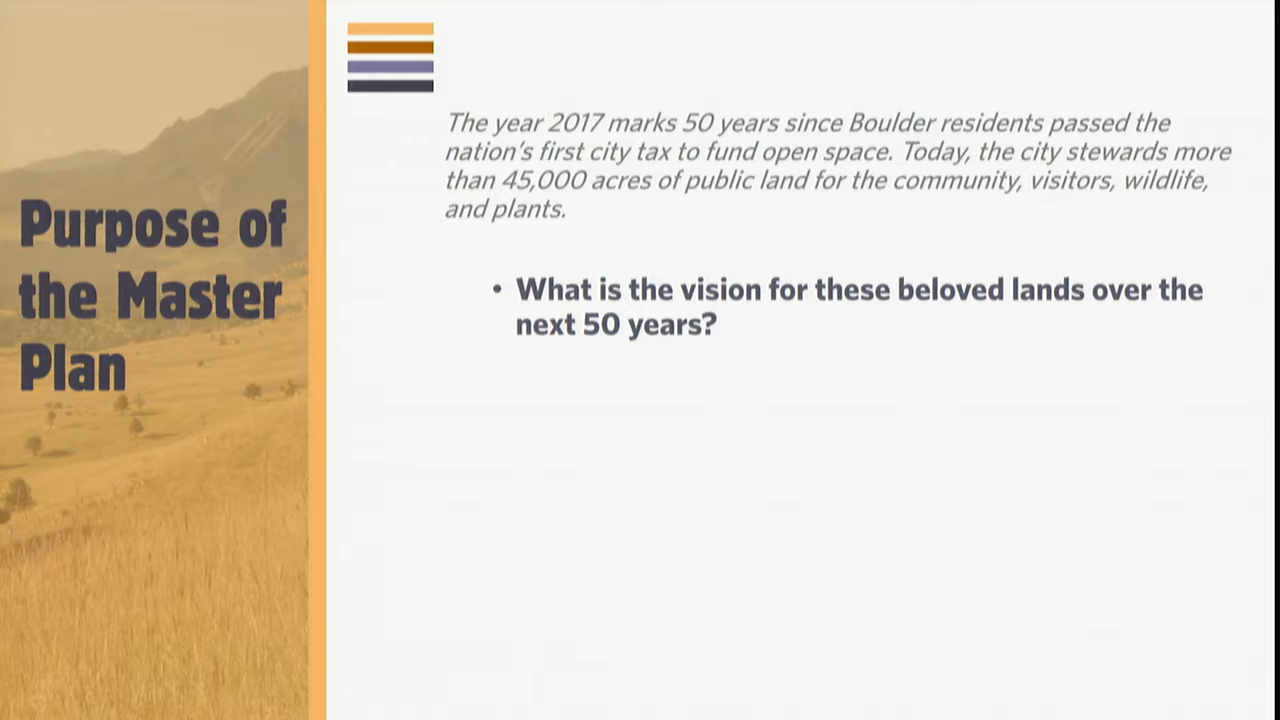 Purpose of
the Master
Plan
The year 2017 marks 50 years since Boulder residents passed the
nation's first city tax to fund open space. Today, the city stewards more
than 45,000 acres of public land for the community, visitors, wildlife,
and plants.
• What is the vision for these beloved lands over the
next 50 years?